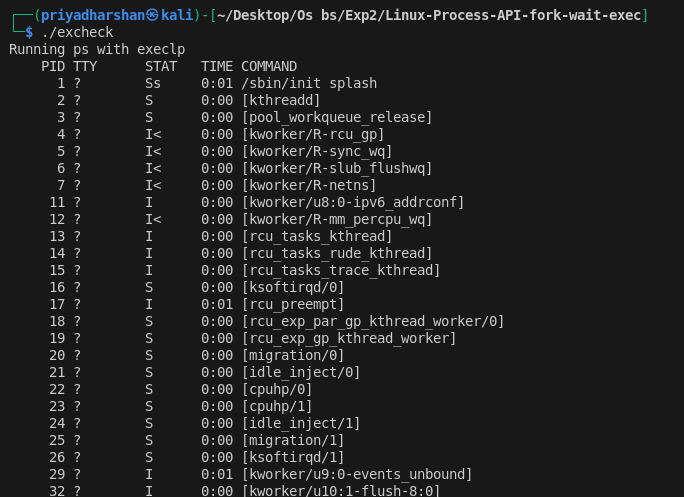 ┌──(priyadharshan㉿kali)-[~/Desktop/Os bs/Exp2/Linux-Process-API-fork-wait-exec]
└─$ ./excheck
Running ps with execlp
    PID TTY      STAT   TIME COMMAND
      1 ?        Ss     0:01 /sbin/init splash
      2 ?        S      0:00 [kthreadd]
      3 ?        S      0:00 [pool_workqueue_release]
      4 ?        I<     0:00 [kworker/R-rcu_gp]
      5 ?        I<     0:00 [kworker/R-sync_wq]
      6 ?        I<     0:00 [kworker/R-slub_flushwq]
      7 ?        I<     0:00 [kworker/R-netns]
     11 ?        I      0:00 [kworker/u8:0-ipv6_addrconf]
     12 ?        I<     0:00 [kworker/R-mm_percpu_wq]
     13 ?        I      0:00 [rcu_tasks_kthread]
     14 ?        I      0:00 [rcu_tasks_rude_kthread]
     15 ?        I      0:00 [rcu_tasks_trace_kthread]
     16 ?        S      0:00 [ksoftirqd/0]
     17 ?        I      0:01 [rcu_preempt]
     18 ?        S      0:00 [rcu_exp_par_gp_kthread_worker/0]
     19 ?        S      0:00 [rcu_exp_gp_kthread_worker]
     20 ?        S      0:00 [migration/0]
     21 ?        S      0:00 [idle_inject/0]
     22 ?        S      0:00 [cpuhp/0]
     23 ?        S      0:00 [cpuhp/1]
     24 ?        S      0:00 [idle_inject/1]
     25 ?        S      0:00 [migration/1]
     26 ?        S      0:00 [ksoftirqd/1]
     29 ?        I      0:01 [kworker/u9:0-events_unbound]
     32 ?        I      0:00 [kworker/u10:1-flush-8:0]